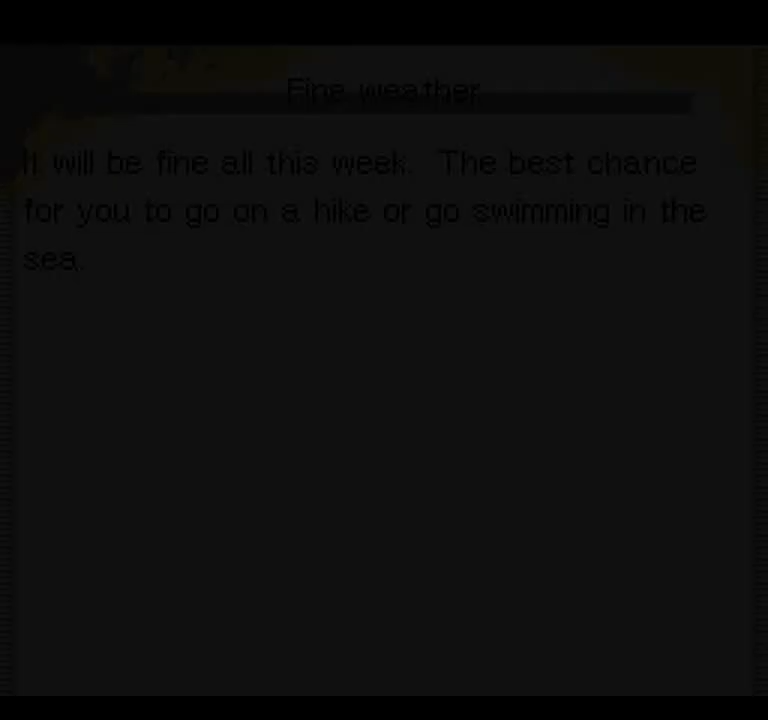 Fine weather
It will be fine all this week. The best chance
for you to go on a hike or go swimming in the
sea.